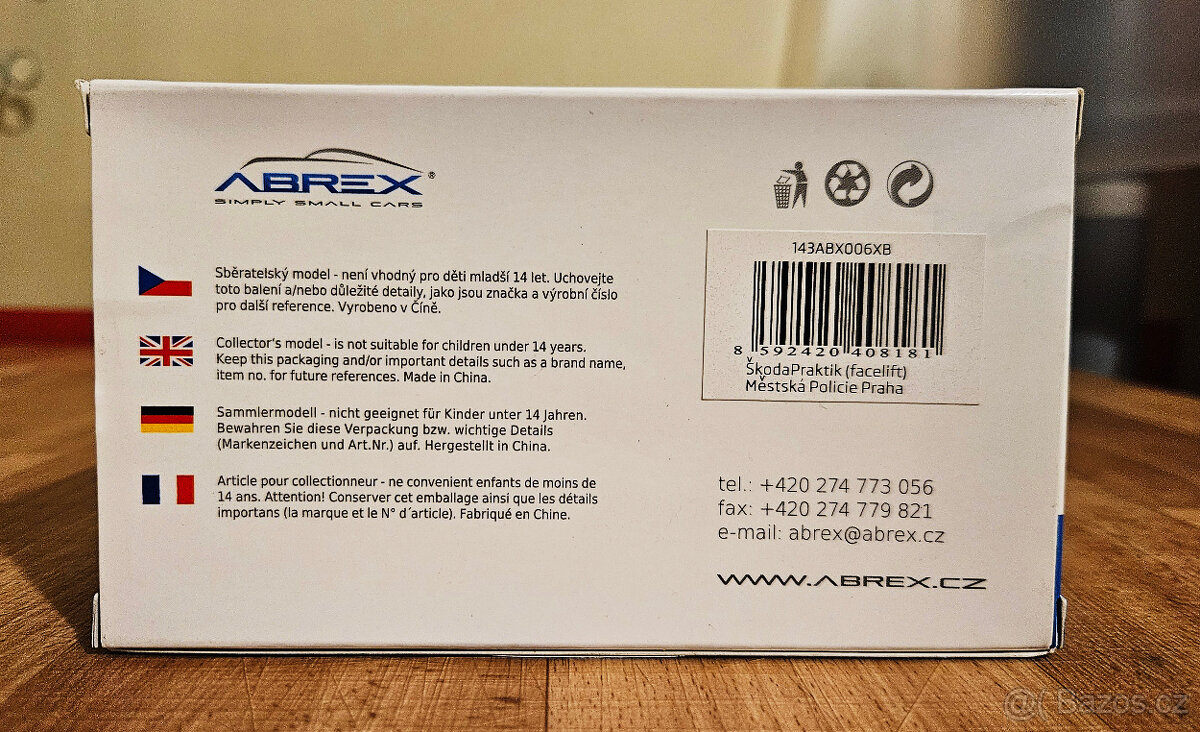 ABREX®
SIMPLY SMALL CARS
Sběratelský model - není vhodný pro děti mladší 14 let. Uchovejte
toto balení a/nebo důležité detaily, jako jsou značka a výrobní číslo
pro další reference. Vyrobeno v Číně.
Collector's model - is not suitable for children under 14 years.
Keep this packaging and/or important details such as a brand name,
item no. for future references. Made in China.
Sammlermodell - nicht geeignet für Kinder unter 14 Jahren.
Bewahren Sie diese Verpackung bzw. wichtige Details
(Markenzeichen und Art.Nr.) auf. Hergestellt in China.
Article pour collectionneur - ne convenient enfants de moins de
14 ans. Attention! Conserver cet emballage ainsi que les détails
importans (la marque et le N° d´article). Fabriqué en Chine.
143ABX006XB
8 592420 408181
ŠkodaPraktik (facelift)
Městská Policie Praha
tel.: +420 274 773 056
fax: +420 274 779 821
e-mail: abrex@abrex.cz
WWW.ABREX.CZ
@( Bazos.cz